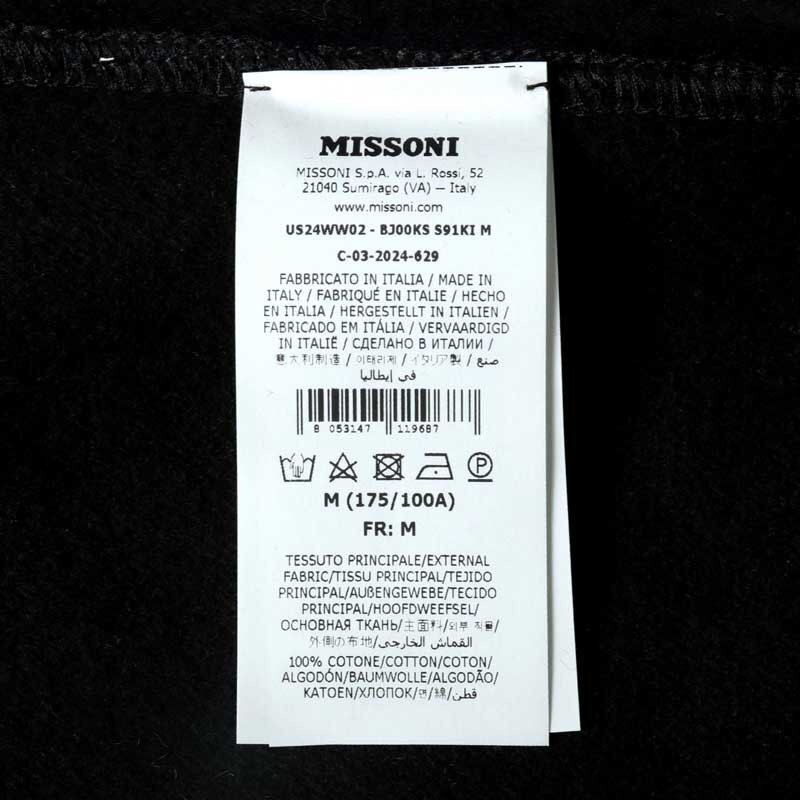 MISSONI
MISSONI S.p.A. via L. Rossi, 52
21040 Sumirago (VA) — Italy
www.missoni.com
US24WW02 - BJ00KS S91KI M
C-03-2024-629
FABBRICATO IN ITALIA / MADE IN
ITALY / FABRIQUÉ EN ITALIE / HECHO
EN ITALIA / HERGESTELLT IN ITALIEN /
FABRICADO EM ITÁLIA / VERVAARDIGD
IN ITALIË / СДЕЛАНО В ИТАЛИИ /
意大利制造 / 이태리제 / イタリア製 / صنع
في إيطاليا
8 053147 119687
P
M (175/100A)
FR: M
TESSUTO PRINCIPALE/EXTERNAL
FABRIC/TISSU PRINCIPAL/TEJIDO
PRINCIPAL/AUßENGEWEBE/TECIDO
PRINCIPAL/HOOFDWEEFSEL/
ОСНОВНАЯ ТКАНЬ/主面料/외부 직물/
外側の布地/القماش الخارجي/
100% COTONE/COTTON/COTON/
ALGODÓN/BAUMWOLLE/ALGODÃO/
KATOEN/ХЛОПОК/면/綿/قطن